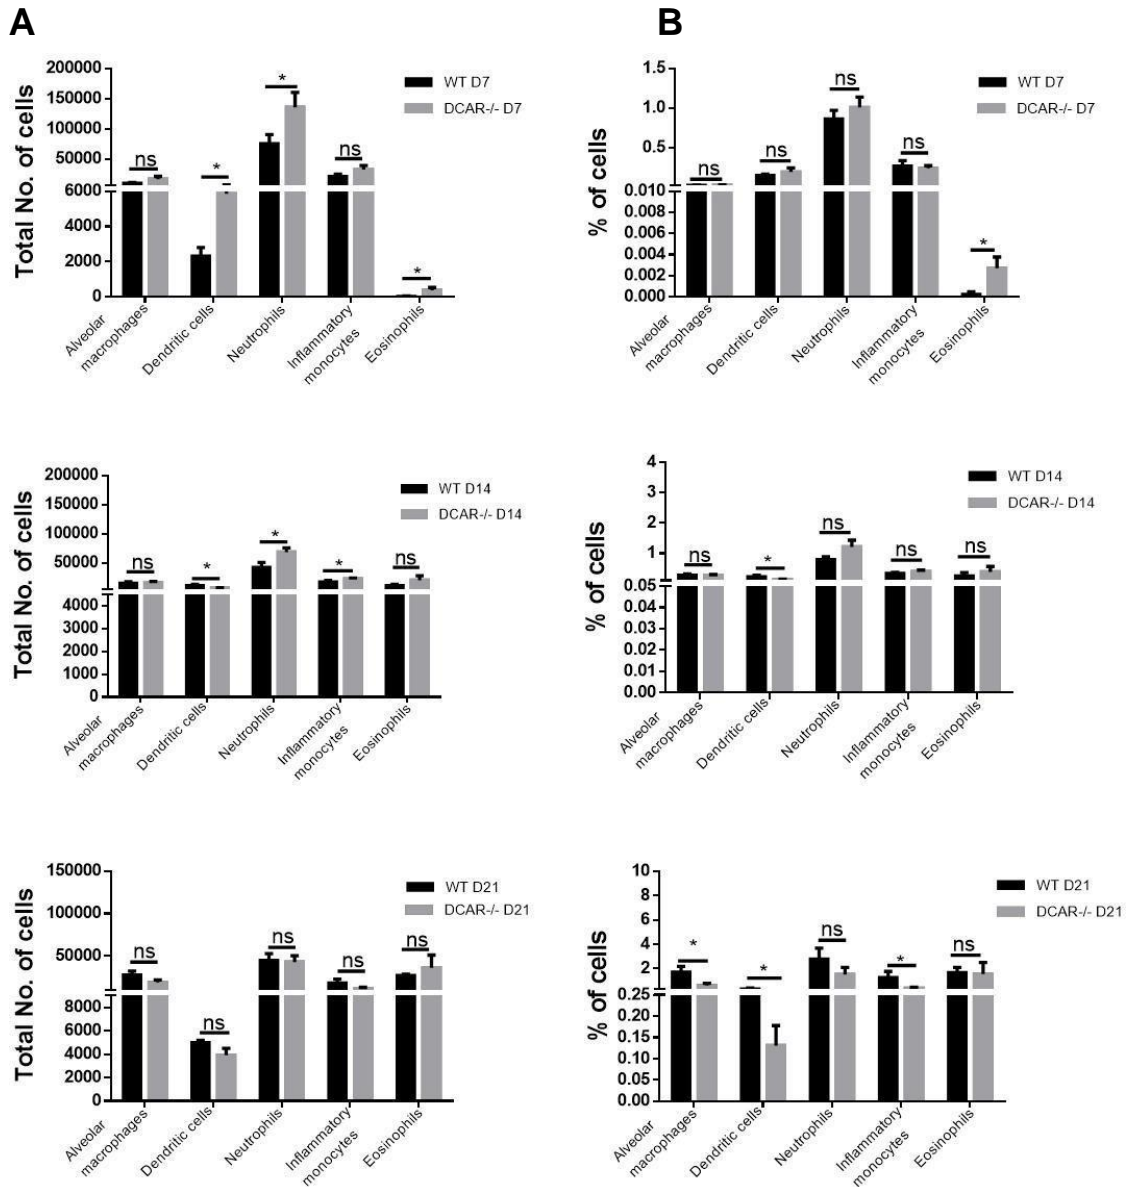 A
B
Total No. of cells
200000
150000
100000
50000
6000
4000
2000
0
ns
*
*
ns
*
WT D7
DCAR-/- D7
Alveolar
macrophages
Dendritic cells
Neutrophils
Inflammatory
monocytes
Eosinophils
% of cells
1.5
1.0
0.5
0.010
0.008
0.006
0.004
0.002
0.000
ns
ns
ns
ns
*
WT D7
DCAR-/- D7
Alveolar
macrophages
Dendritic cells
Neutrophils
Inflammatory
monocytes
Eosinophils
Total No. of cells
200000
150000
100000
50000
4000
3000
2000
1000
0
ns
*
*
*
ns
WT D14
DCAR-/- D14
Alveolar
macrophages
Dendritic cells
Neutrophils
Inflammatory
monocytes
Eosinophils
% of cells
4
3
2
1
0.05
0.04
0.03
0.02
0.01
0.00
ns
*
ns
ns
ns
WT D14
DCAR-/- D14
Alveolar
macrophages
Dendritic cells
Neutrophils
Inflammatory
monocytes
Eosinophils
Total No. of cells
150000
100000
50000
8000
6000
4000
2000
0
ns
ns
ns
ns
ns
WT D21
DCAR-/- D21
Alveolar
macrophages
Dendritic cells
Neutrophils
Inflammatory
monocytes
Eosinophils
% of cells
10
8
6
4
2
0.25
0.20
0.15
0.10
0.05
0.00
*
*
ns
*
ns
WT D21
DCAR-/- D21
Alveolar
macrophages
Dendritic cells
Neutrophils
Inflammatory
monocytes
Eosinophils